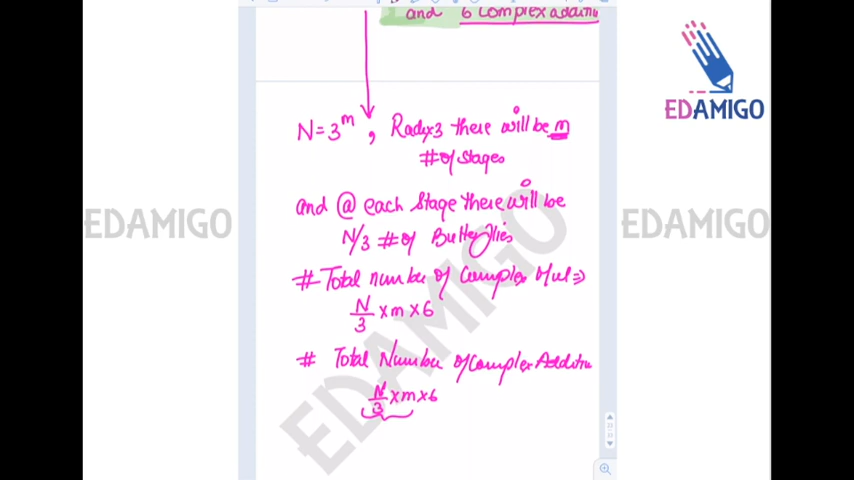 and 6 Complex additi
EDAMIGO
N=3^m , Radix3 there will be m
# of Stages
and @ each Stage there will be
N/3 # of Butterflies
# Total number of Complex Mul ⇒
N/3 × m × 6
# Total Number of Complex Additi
N/3 × m × 6
EDAMIGO
EDAMIGO
EDAMIGO